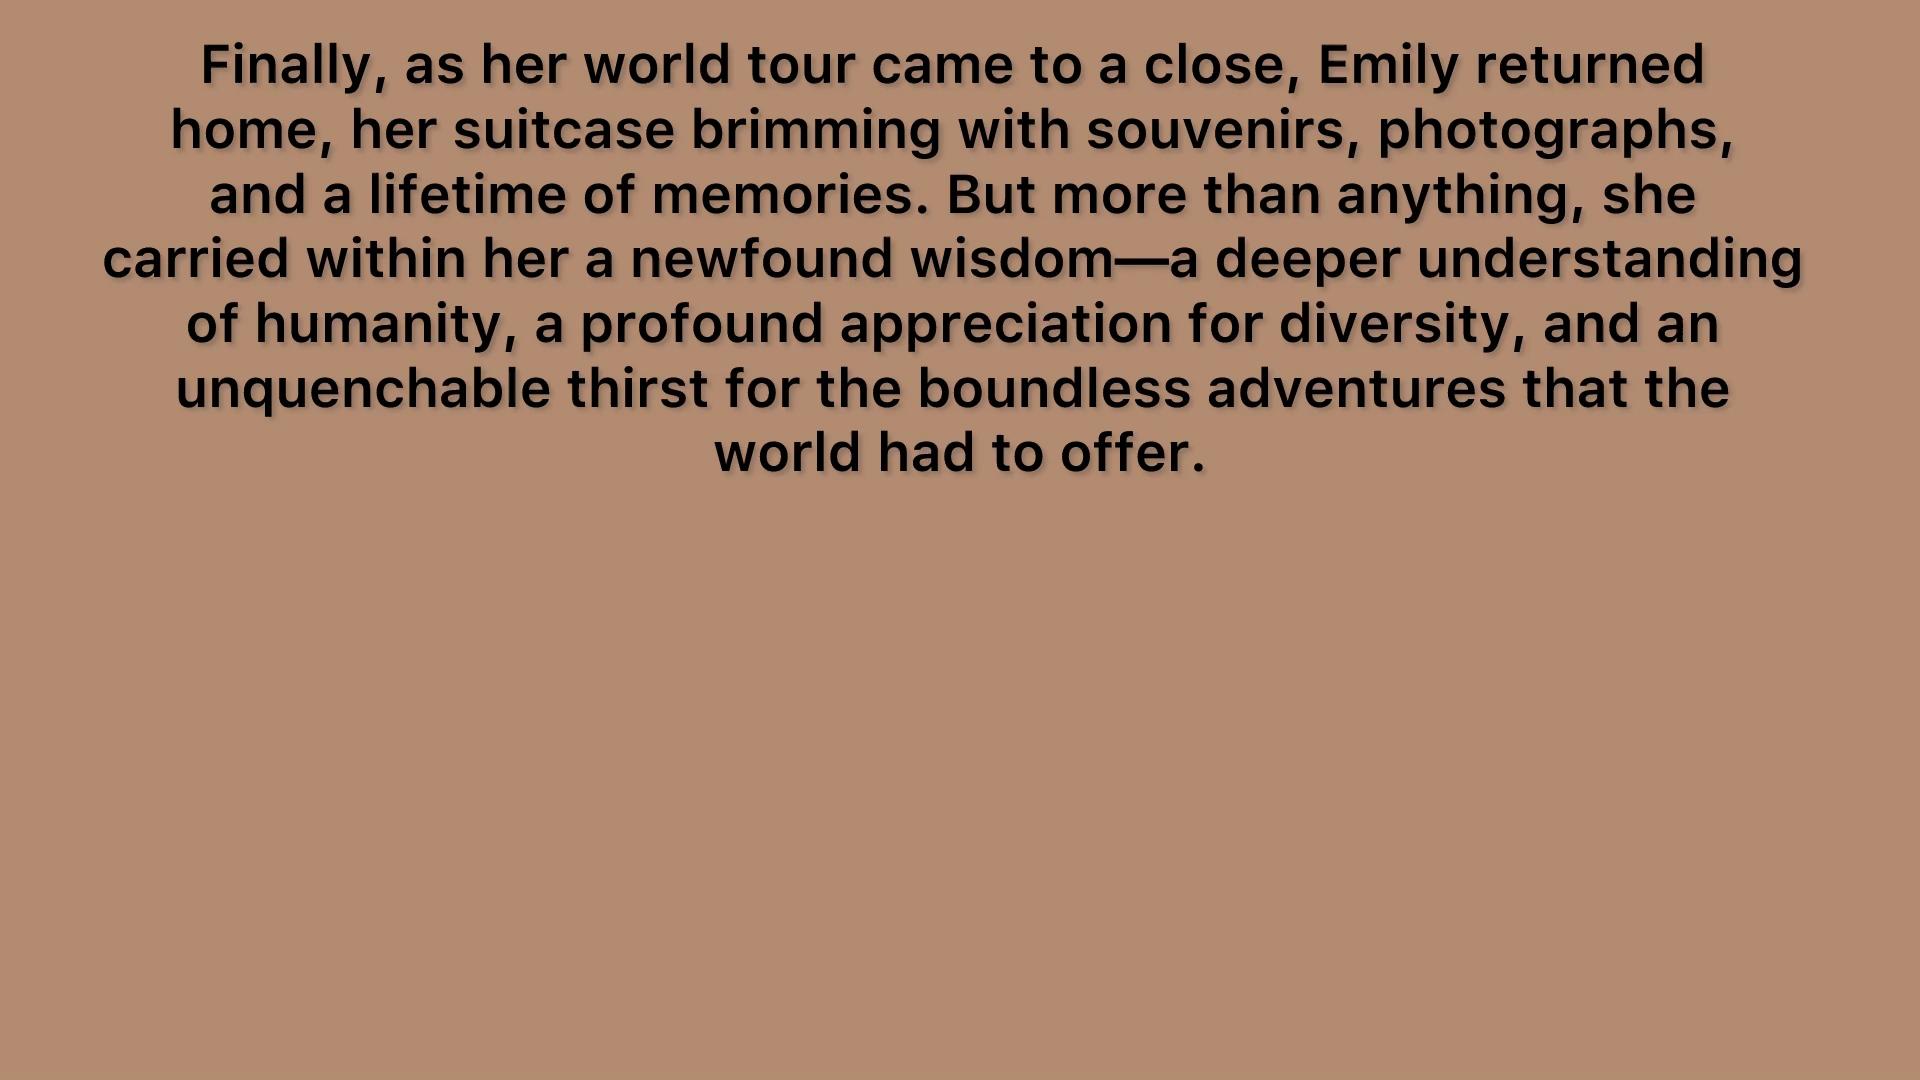 Finally, as her world tour came to a close, Emily returned
home, her suitcase brimming with souvenirs, photographs,
and a lifetime of memories. But more than anything, she
carried within her a newfound wisdom—a deeper understanding
of humanity, a profound appreciation for diversity, and an
unquenchable thirst for the boundless adventures that the
world had to offer.